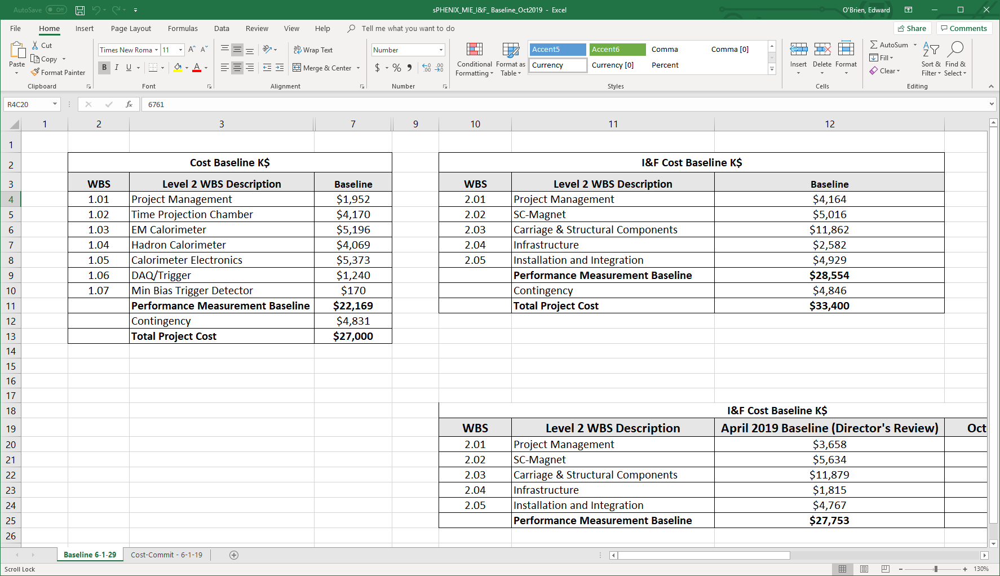 AutoSave Off
sPHENIX_MIE_I&F_ Baseline_Oct2019 - Excel
O'Brien, Edward
File Home Insert Page Layout Formulas Data Review View Help Tell me what you want to do Share Comments
Paste Cut Copy Format Painter
Times New Roma 11
B I U A
Wrap Text
Merge & Center
Number
$ % 9
Conditional Formatting
Format as Table
Accent5 Accent6 Comma Comma [0]
Currency Currency [0] Percent
Insert Delete Format
AutoSum
Fill
Clear
Sort & Filter
Find & Select
Clipboard Font Alignment Number Styles Cells Editing
R4C20 fx 6761
1 2 3 7 9 10 11 12
1
2 Cost Baseline K$ I&F Cost Baseline K$
3 WBS Level 2 WBS Description Baseline WBS Level 2 WBS Description Baseline
4 1.01 Project Management $1,952 2.01 Project Management $4,164
5 1.02 Time Projection Chamber $4,170 2.02 SC-Magnet $5,016
6 1.03 EM Calorimeter $5,196 2.03 Carriage & Structural Components $11,862
7 1.04 Hadron Calorimeter $4,069 2.04 Infrastructure $2,582
8 1.05 Calorimeter Electronics $5,373 2.05 Installation and Integration $4,929
9 1.06 DAQ/Trigger $1,240 Performance Measurement Baseline $28,554
10 1.07 Min Bias Trigger Detector $170 Contingency $4,846
11 Performance Measurement Baseline $22,169 Total Project Cost $33,400
12 Contingency $4,831
13 Total Project Cost $27,000
14
15
16
17
18 I&F Cost Baseline K$
19 WBS Level 2 WBS Description April 2019 Baseline (Director's Review) Oct
20 2.01 Project Management $3,658
21 2.02 SC-Magnet $5,634
22 2.03 Carriage & Structural Components $11,879
23 2.04 Infrastructure $1,815
24 2.05 Installation and Integration $4,767
25 Performance Measurement Baseline $27,753
26
Baseline 6-1-29 Cost-Commit - 6-1-19
Scroll Lock 130%